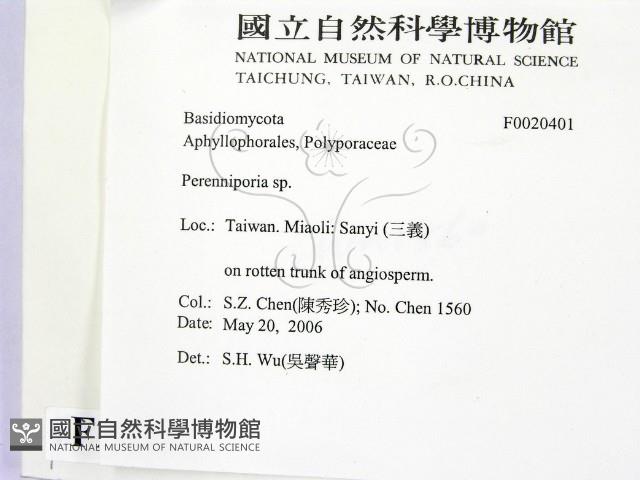 國立自然科學博物館
NATIONAL MUSEUM OF NATURAL SCIENCE
TAICHUNG, TAIWAN, R.O.CHINA
Basidiomycota F0020401
Aphyllophorales, Polyporaceae
Perenniporia sp.
Loc.: Taiwan. Miaoli: Sanyi (三義)
on rotten trunk of angiosperm.
Col.: S.Z. Chen(陳秀珍); No. Chen 1560
Date: May 20, 2006
Det.: S.H. Wu(吳聲華)
F
國立自然科學博物館
NATIONAL MUSEUM OF NATURAL SCIENCE